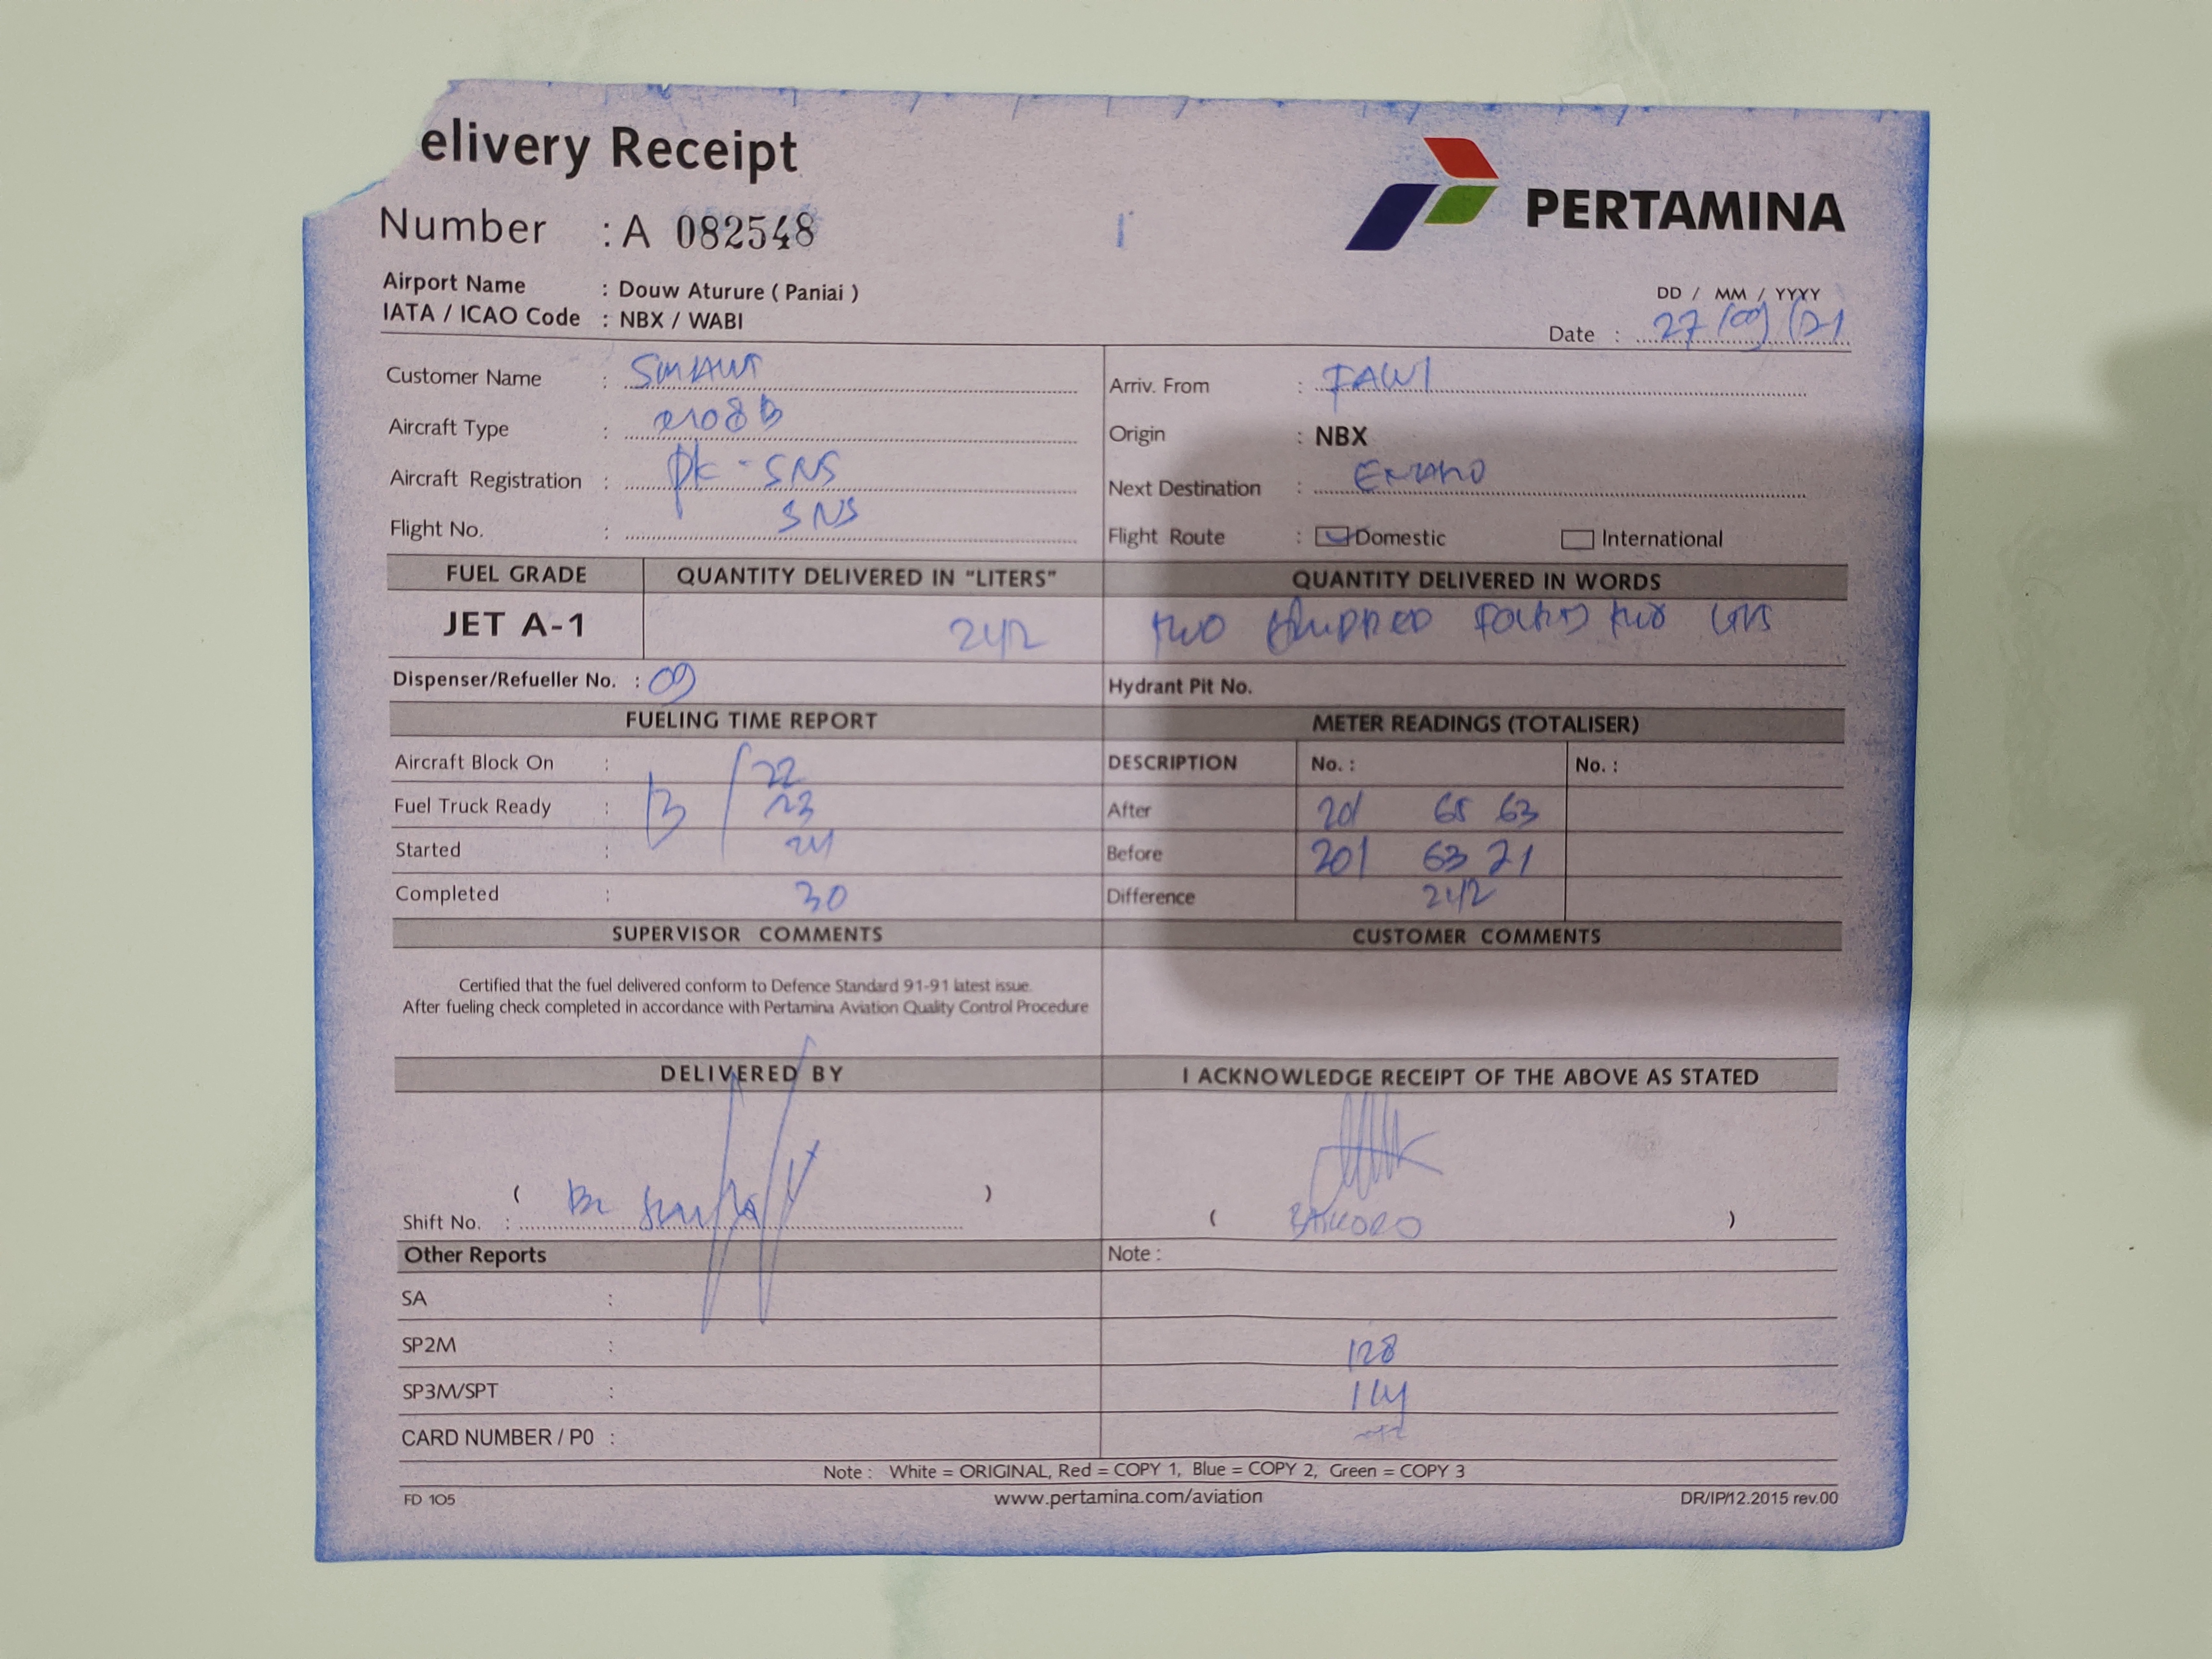 elivery Receipt
PERTAMINA
Number : A 082548
Airport Name : Douw Aturure ( Paniai )
IATA / ICAO Code : NBX / WABI
DD / MM / YYYY
Date : 27/09/21
Customer Name :
Arriv. From : FAWI
Aircraft Type :
Origin : NBX
Aircraft Registration : PK - SNS
Next Destination :
Flight No. : SNS
Flight Route : Domestic International
FUEL GRADE QUANTITY DELIVERED IN "LITERS" QUANTITY DELIVERED IN WORDS
JET A-1 242 TWO HUNDRED FOURTY TWO LTRS
Dispenser/Refueller No. : 09 Hydrant Pit No.
FUELING TIME REPORT METER READINGS (TOTALISER)
Aircraft Block On : 22 DESCRIPTION No. : No. :
Fuel Truck Ready : 23 After 201 65 63
Started : 24 Before 201 63 21
Completed : 30 Difference 242
SUPERVISOR COMMENTS CUSTOMER COMMENTS
Certified that the fuel delivered conform to Defence Standard 91-91 latest issue.
After fueling check completed in accordance with Pertamina Aviation Quality Control Procedure
DELIVERED BY I ACKNOWLEDGE RECEIPT OF THE ABOVE AS STATED
( )
Shift No. : ( )
Other Reports Note :
SA :
SP2M : 128
SP3M/SPT : 114
CARD NUMBER / P0 :
Note : White = ORIGINAL, Red = COPY 1, Blue = COPY 2, Green = COPY 3
FD 105 www.pertamina.com/aviation DR/IP/12.2015 rev.00